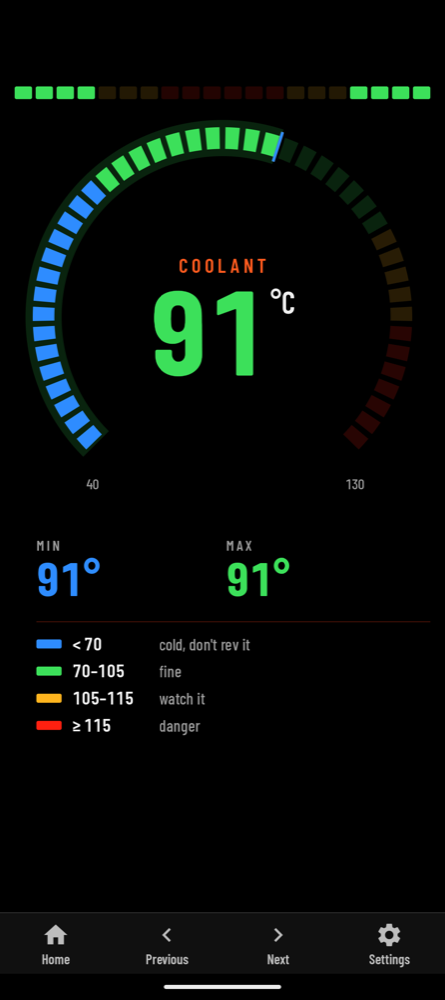 COOLANT
91 °C
40 130
MIN MAX
91° 91°
< 70 cold, don't rev it
70-105 fine
105-115 watch it
≥ 115 danger
Home Previous Next Settings